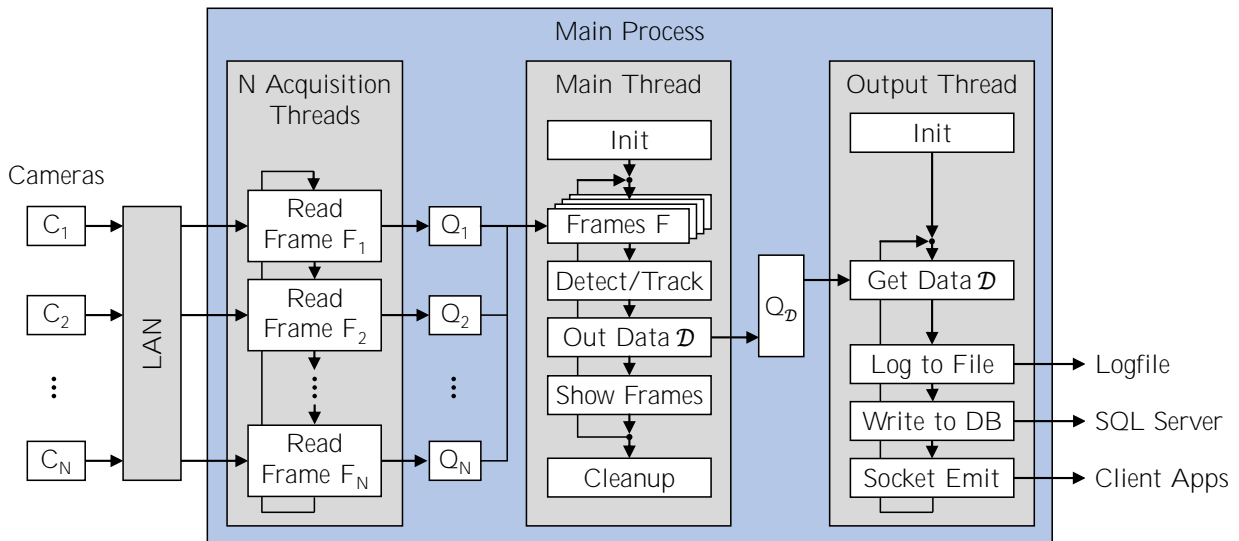 Main Process
N Acquisition
Threads
Main Thread
Output Thread
Init
Init
Cameras
C1
C2
⋮
CN
LAN
Read
Frame F1
Read
Frame F2
Read
Frame FN
Q1
Q2
⋮
QN
Frames F
Detect/Track
Out Data 𝒟
Show Frames
Cleanup
Q𝒟
Get Data 𝒟
Log to File
Write to DB
Socket Emit
Logfile
SQL Server
Client Apps